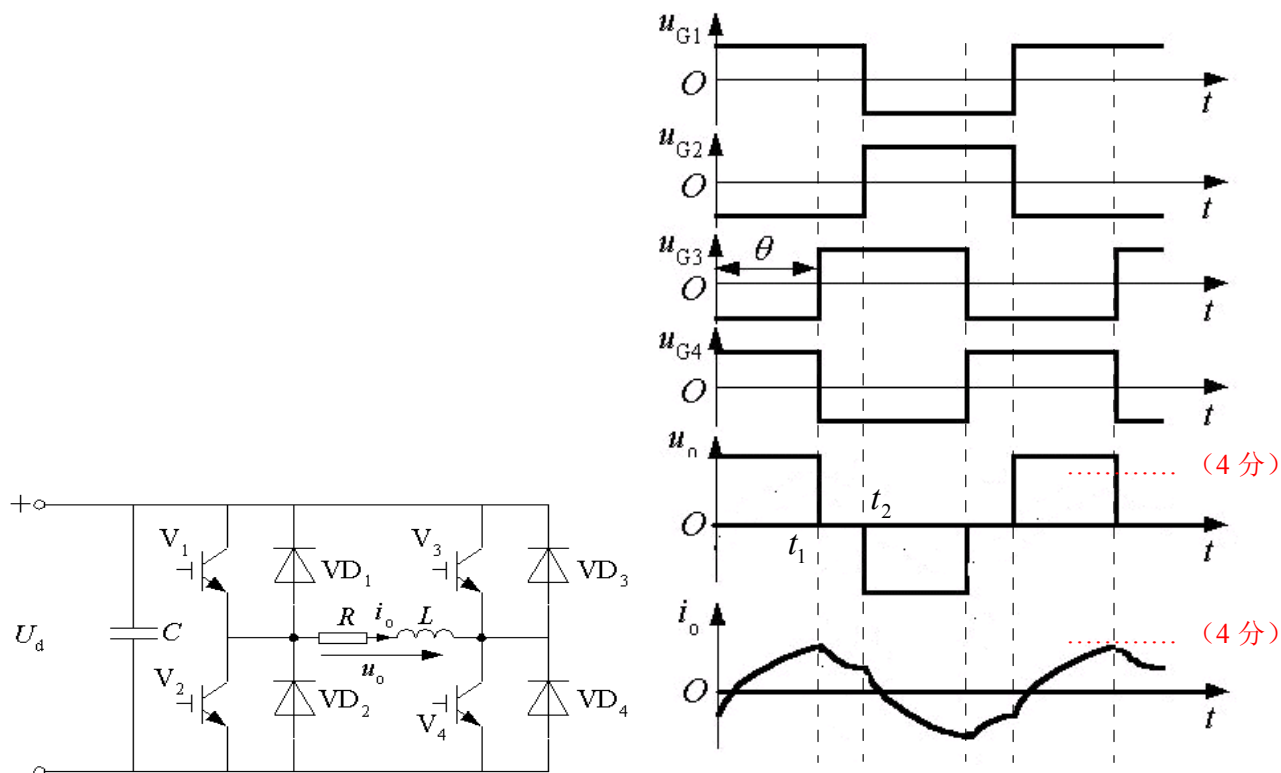 u_G1
O
t
u_G2
O
t
u_G3
θ
O
t
u_G4
O
t
u_o
(4 分)
t_2
O
t_1
t
i_o
(4 分)
O
t
+
V_1
VD_1
V_3
VD_3
U_d
C
R
i_o
L
u_o
V_2
VD_2
V_4
VD_4